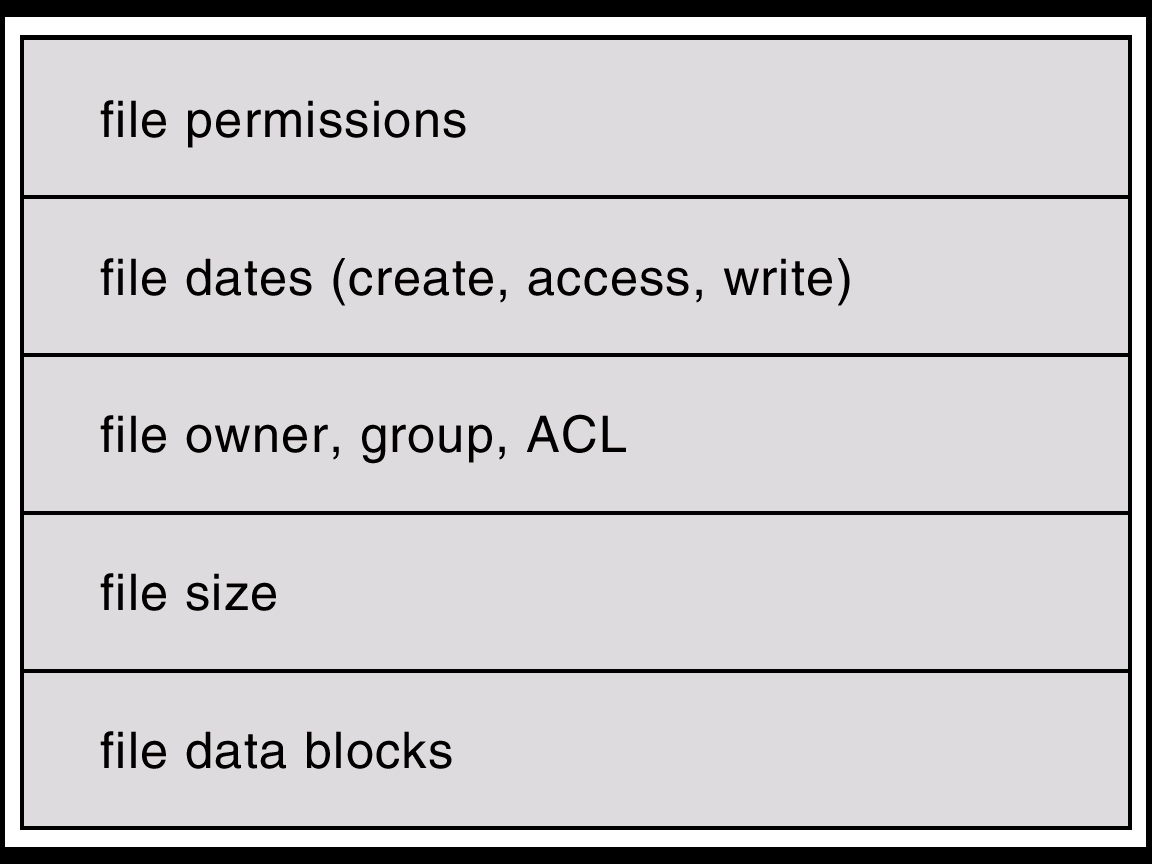 file permissions
file dates (create, access, write)
file owner, group, ACL
file size
file data blocks